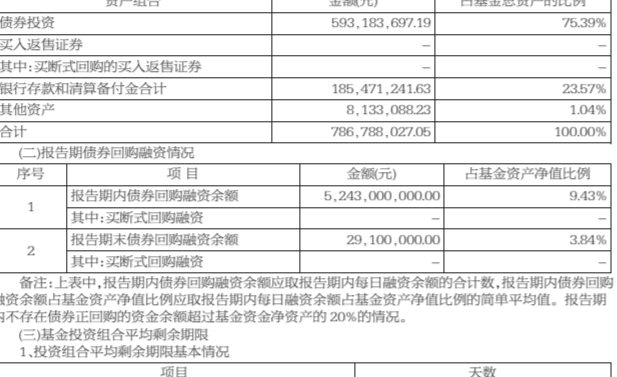 资产组合 金额(元) 占基金总资产的比例
债券投资 593,183,697.19 75.39%
买入返售证券 – –
其中:买断式回购的买入返售证券 – –
银行存款和清算备付金合计 185,471,241.63 23.57%
其他资产 8,133,088.23 1.04%
合计 786,788,027.05 100.00%
(二)报告期债券回购融资情况
序号 项 目 金额(元) 占基金资产净值比例
1 报告期内债券回购融资余额 5,243,000,000.00 9.43%
其中:买断式回购融资 – –
2 报告期末债券回购融资余额 29,100,000.00 3.84%
其中:买断式回购融资 – –
备注:上表中,报告期内债券回购融资余额应取报告期内每日融资余额的合计数,报告期内债券回购
融资余额占基金资产净值比例应取报告期内每日融资余额占基金资产净值比例的简单平均值。报告期
内不存在债券正回购的资金余额超过基金资金净资产的20%的情况。
(三)基金投资组合平均剩余期限
1、投资组合平均剩余期限基本情况
项目 天数